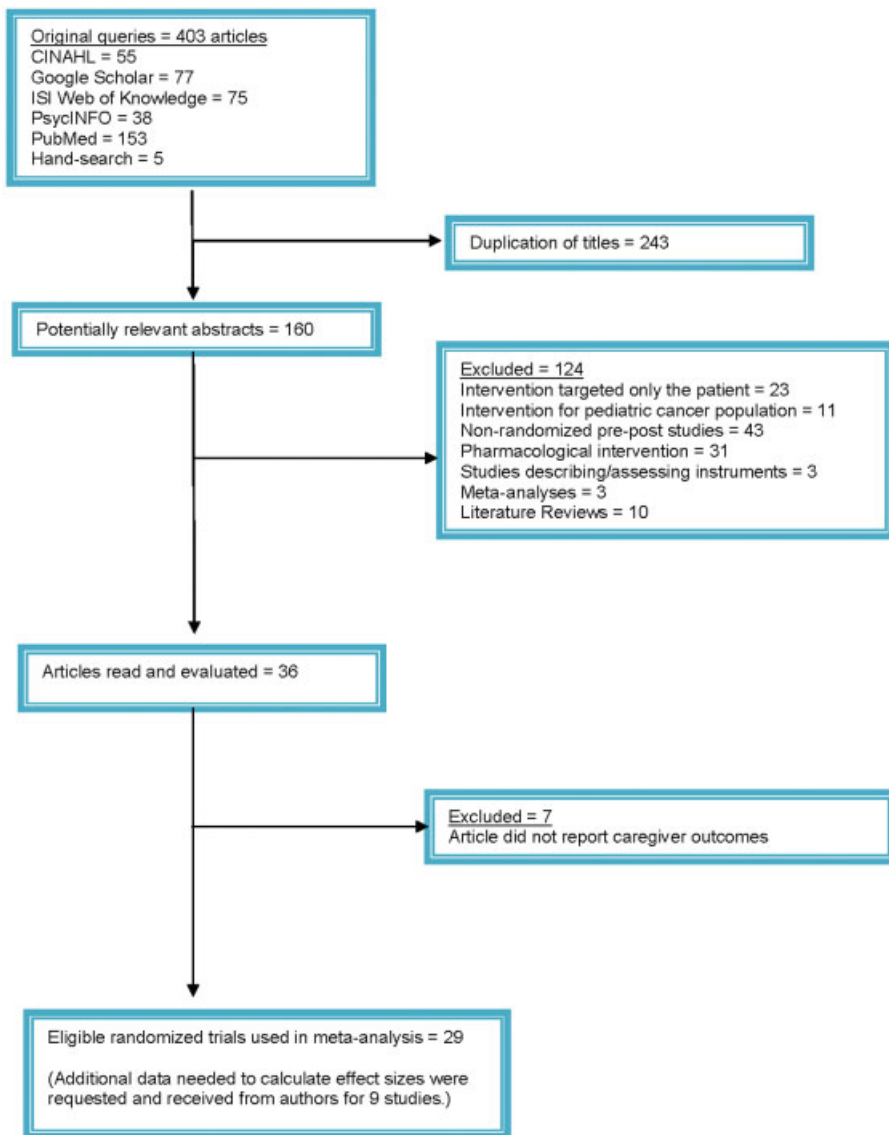 Original queries = 403 articles
CINAHL = 55
Google Scholar = 77
ISI Web of Knowledge = 75
PsycINFO = 38
PubMed = 153
Hand-search = 5
Duplication of titles = 243
Potentially relevant abstracts = 160
Excluded = 124
Intervention targeted only the patient = 23
Intervention for pediatric cancer population = 11
Non-randomized pre-post studies = 43
Pharmacological intervention = 31
Studies describing/assessing instruments = 3
Meta-analyses = 3
Literature Reviews = 10
Articles read and evaluated = 36
Excluded = 7
Article did not report caregiver outcomes
Eligible randomized trials used in meta-analysis = 29
(Additional data needed to calculate effect sizes were
requested and received from authors for 9 studies.)